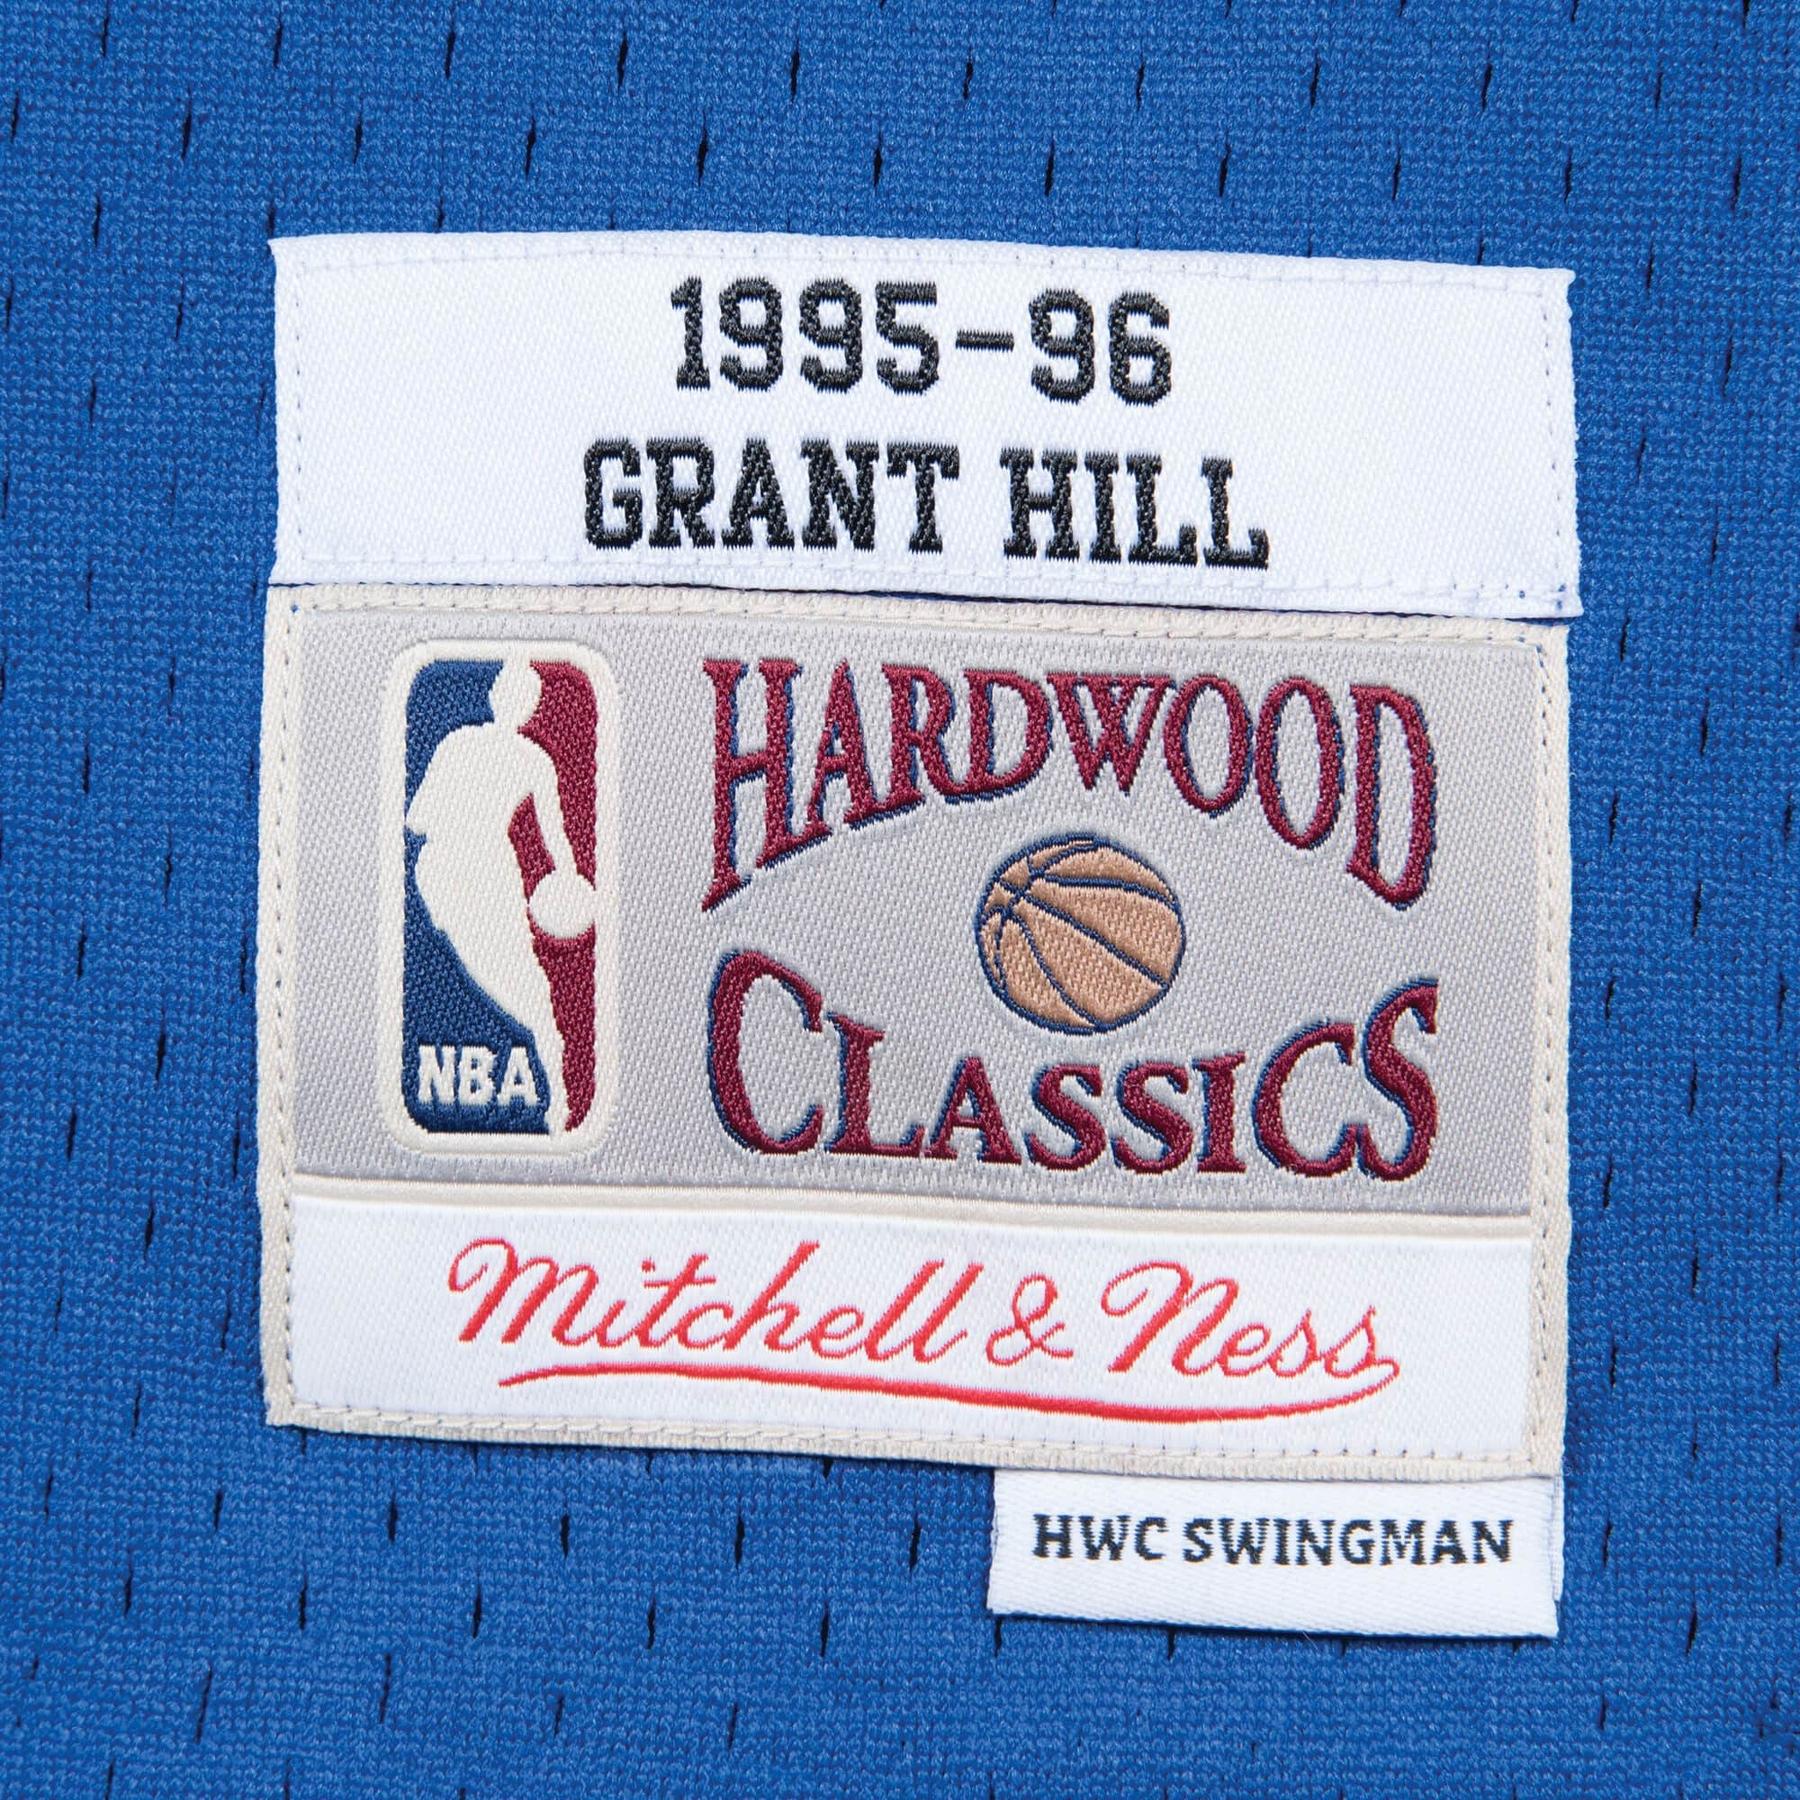 1995-96
GRANT HILL
HARDWOOD
CLASSICS
NBA
Mitchell & Ness
HWC SWINGMAN